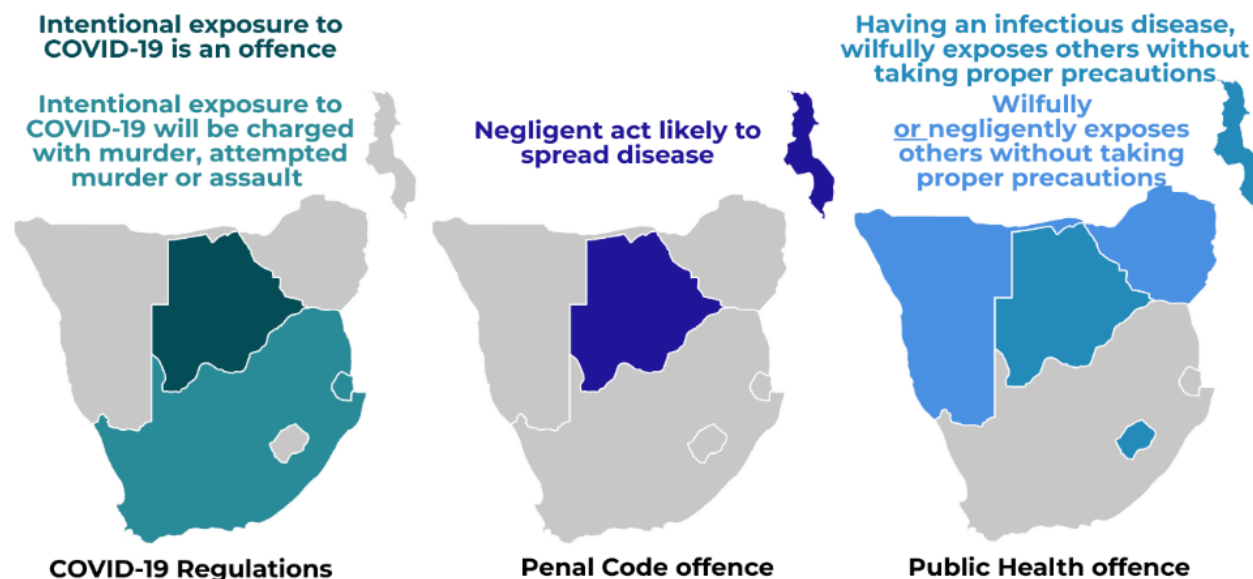 Intentional exposure to
COVID-19 is an offence
Intentional exposure to
COVID-19 will be charged
with murder, attempted
murder or assault
COVID-19 Regulations
Negligent act likely to
spread disease
Penal Code offence
Having an infectious disease,
wilfully exposes others without
taking proper precautions
Wilfully
or negligently exposes
others without taking
proper precautions
Public Health offence